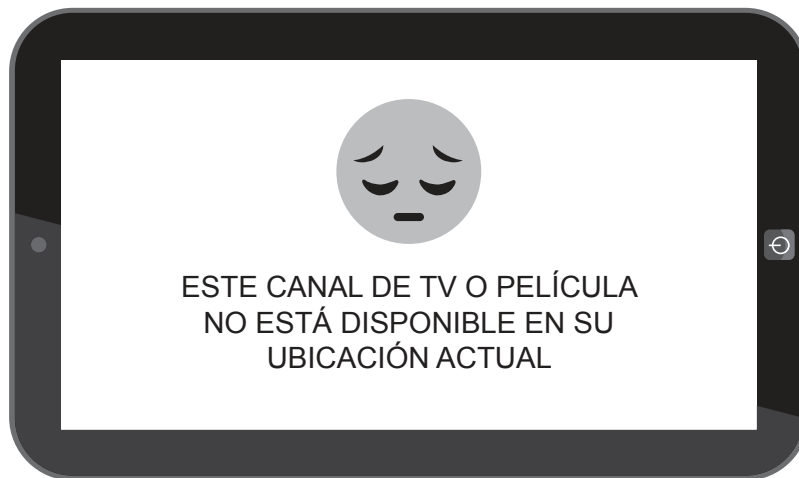 ESTE CANAL DE TV O PELÍCULA
NO ESTÁ DISPONIBLE EN SU
UBICACIÓN ACTUAL